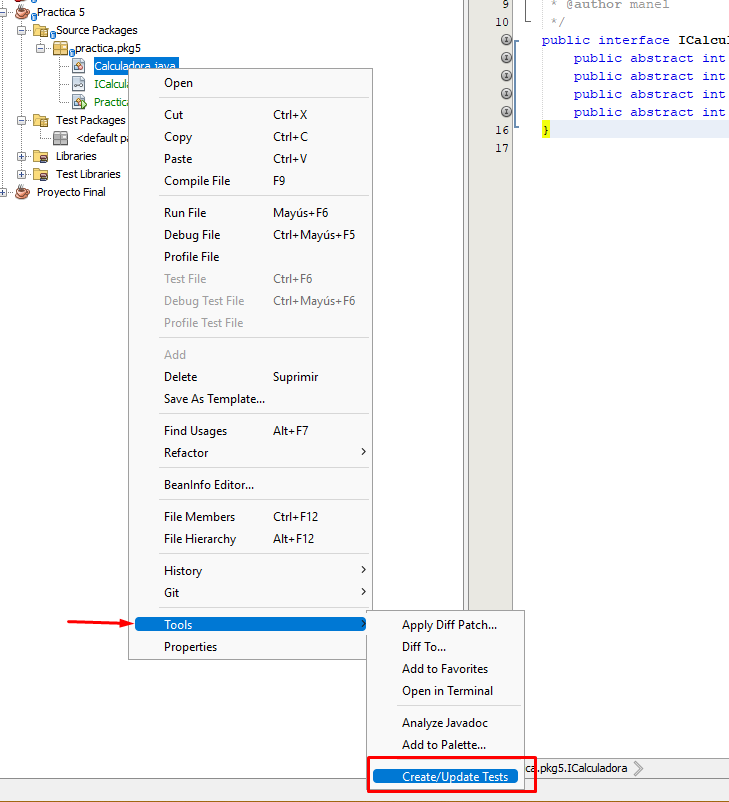 Practica 5
Source Packages
practica.pkg5
Calculadora.java
ICalcula
Practica
Test Packages
<default pa
Libraries
Test Libraries
Proyecto Final
Open
Cut Ctrl+X
Copy Ctrl+C
Paste Ctrl+V
Compile File F9
Run File Mayús+F6
Debug File Ctrl+Mayús+F5
Profile File
Test File Ctrl+F6
Debug Test File Ctrl+Mayús+F6
Profile Test File
Add
Delete Suprimir
Save As Template...
Find Usages Alt+F7
Refactor
BeanInfo Editor...
File Members Ctrl+F12
File Hierarchy Alt+F12
History
Git
Tools
Properties
Apply Diff Patch...
Diff To...
Add to Favorites
Open in Terminal
Analyze Javadoc
Add to Palette...
Create/Update Tests
9 * @author manel
10 */
public interface ICalcul
public abstract int
public abstract int
public abstract int
public abstract int
16 }
17
ca.pkg5.ICalculadora